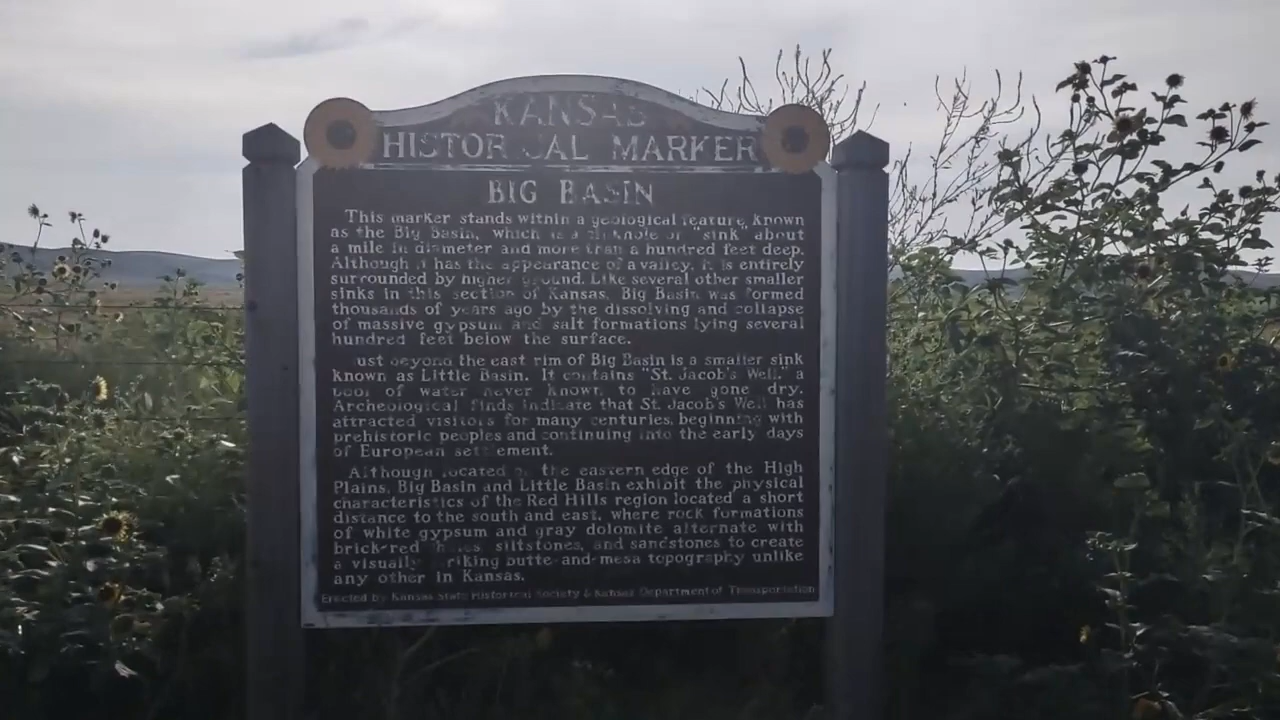 KANSAS
HISTORICAL MARKER
BIG BASIN
This marker stands within a geological feature known
as the Big Basin, which is a sinkhole or "sink" about
a mile in diameter and more than a hundred feet deep.
Although it has the appearance of a valley, it is entirely
surrounded by higher ground. Like several other smaller
sinks in this section of Kansas, Big Basin was formed
thousands of years ago by the dissolving and collapse
of massive gypsum and salt formations lying several
hundred feet below the surface.
ust beyond the east rim of Big Basin is a smaller sink
known as Little Basin. It contains "St. Jacob's Well," a
pool of water never known to have gone dry.
Archeological finds indicate that St. Jacob's Well has
attracted visitors for many centuries, beginning with
prehistoric peoples and continuing into the early days
of European settlement.
Although located on the eastern edge of the High
Plains, Big Basin and Little Basin exhibit the physical
characteristics of the Red Hills region located a short
distance to the south and east, where rock formations
of white gypsum and gray dolomite alternate with
brick-red shales, siltstones, and sandstones to create
a visually striking butte-and-mesa topography unlike
any other in Kansas.
Erected by Kansas State Historical Society & Kansas Department of Transportation